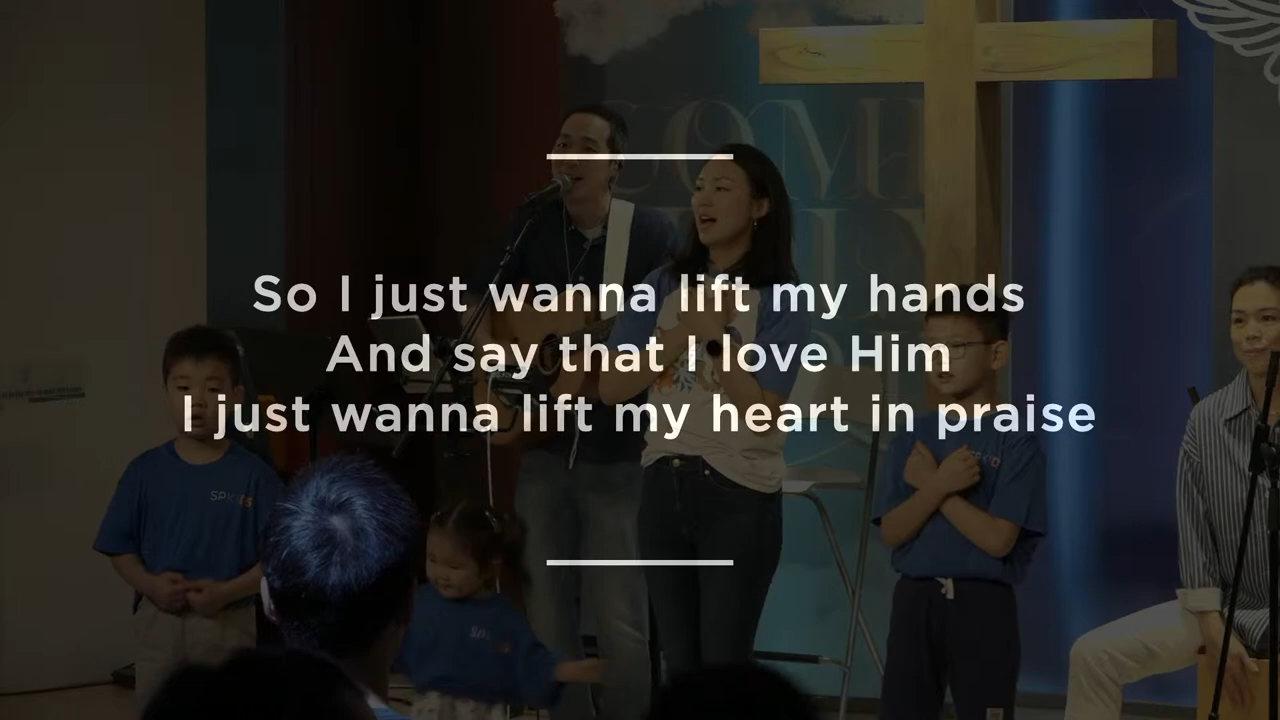 So I just wanna lift my hands
And say that I love Him
I just wanna lift my heart in praise